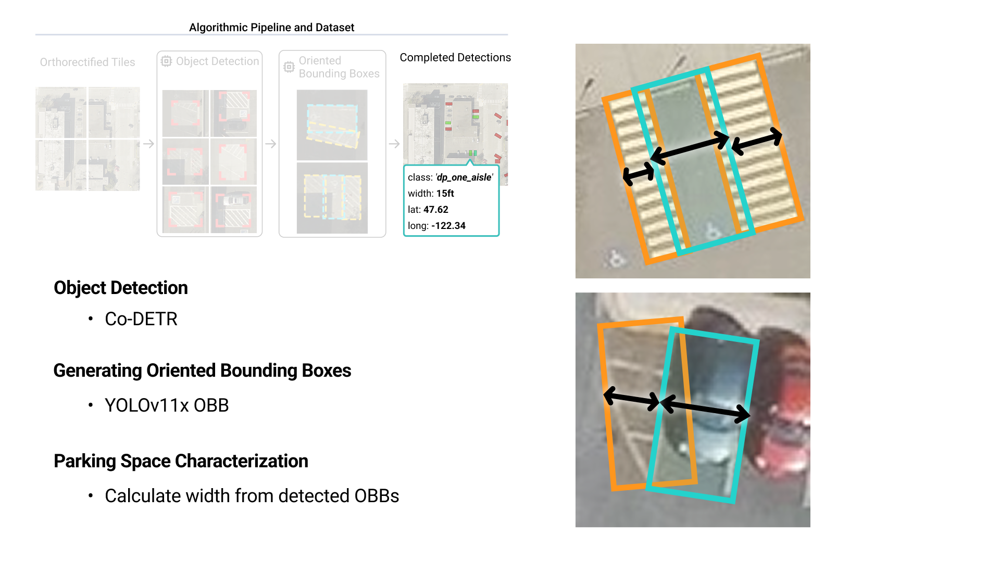 Algorithmic Pipeline and Dataset
Orthorectified Tiles
Object Detection
Oriented
Bounding Boxes
Completed Detections
class: 'dp_one_aisle'
width: 15ft
lat: 47.62
long: -122.34
Object Detection
• Co-DETR
Generating Oriented Bounding Boxes
• YOLOv11x OBB
Parking Space Characterization
• Calculate width from detected OBBs